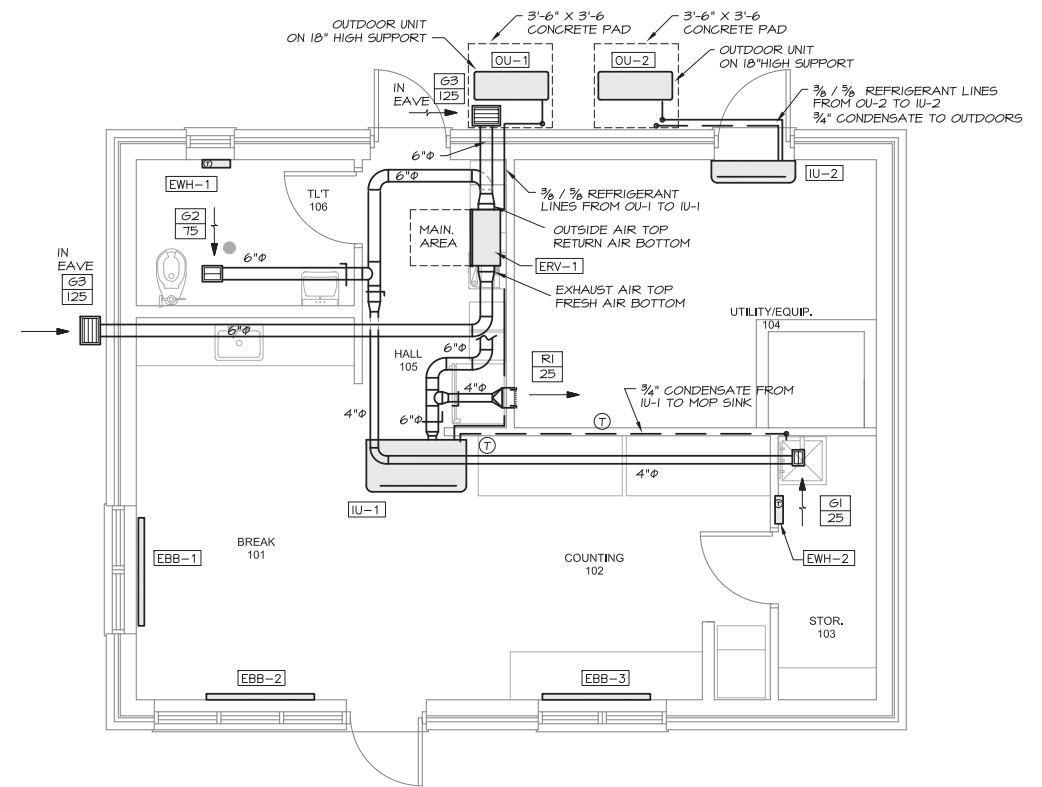 OUTDOOR UNIT
ON 18" HIGH SUPPORT
3'-6" X 3'-6
CONCRETE PAD
3'-6" X 3'-6
CONCRETE PAD
OUTDOOR UNIT
ON 18"HIGH SUPPORT
OU-1
OU-2
IN
EAVE
G3
125
⅜ / ⅝ REFRIGERANT LINES
FROM OU-2 TO IU-2
¾" CONDENSATE TO OUTDOORS
6"Φ
6"Φ
T
EWH-1
TL'T
106
IU-2
⅜ / ⅝ REFRIGERANT
LINES FROM OU-1 TO IU-1
G2
75
MAIN.
AREA
OUTSIDE AIR TOP
RETURN AIR BOTTOM
ERV-1
6"Φ
IN
EAVE
G3
125
EXHAUST AIR TOP
FRESH AIR BOTTOM
UTILITY/EQUIP.
104
6"Φ
6"Φ
HALL
105
R1
25
4"Φ
¾" CONDENSATE FROM
IU-1 TO MOP SINK
4"Φ
6"Φ
T
T
4"Φ
IU-1
G1
25
T
BREAK
101
EBB-1
COUNTING
102
EWH-2
STOR.
103
EBB-2
EBB-3